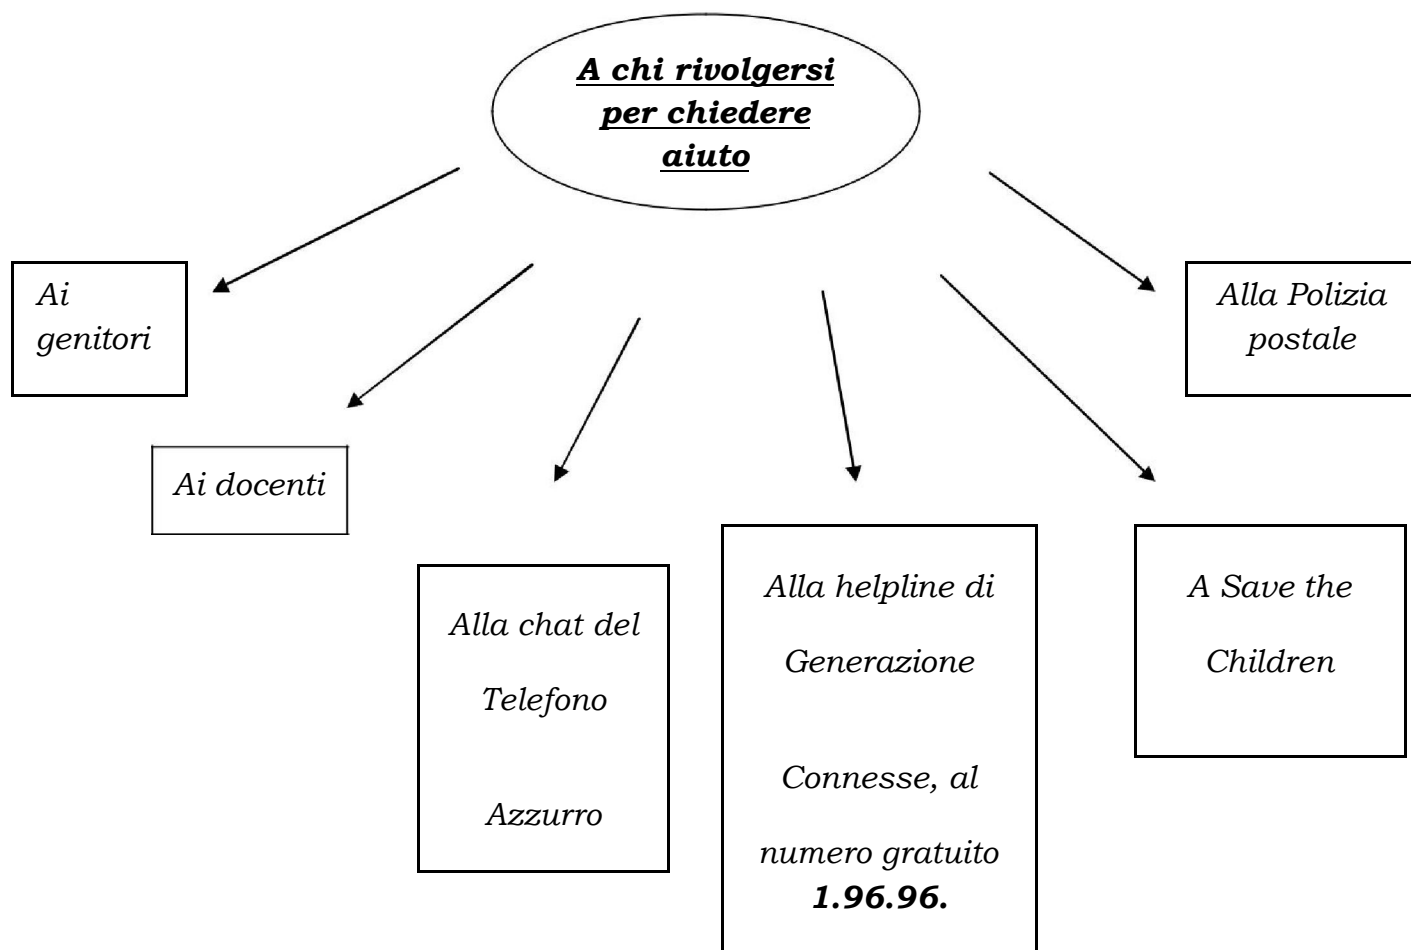 A chi rivolgersi
per chiedere
aiuto
Ai
genitori
Alla Polizia
postale
Ai docenti
Alla chat del
Telefono
Azzurro
Alla helpline di
Generazione
Connesse, al
numero gratuito
1.96.96.
A Save the
Children